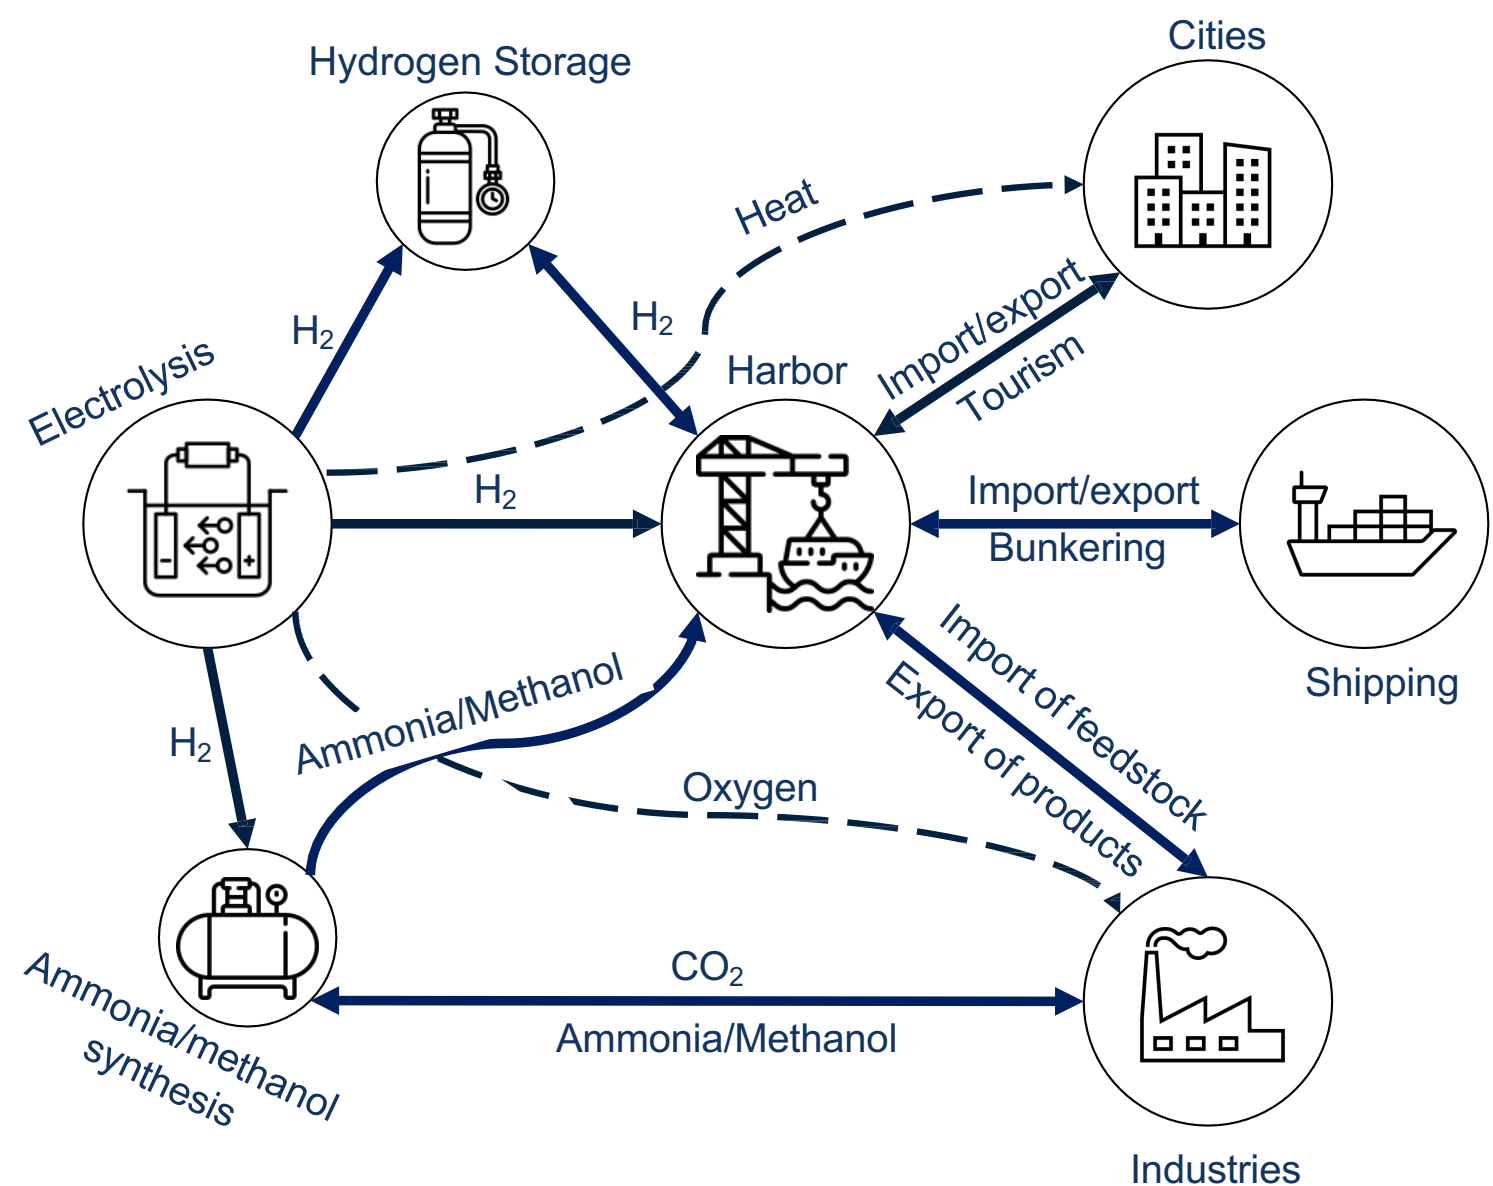 Cities
Hydrogen Storage
Heat
H₂
H₂
Import/export
Tourism
Electrolysis
Harbor
H₂
Import/export
Bunkering
Import of feedstock
Export of products
Shipping
Ammonia/Methanol
H₂
Oxygen
CO₂
Ammonia/Methanol
Ammonia/methanol
synthesis
Industries
-
+